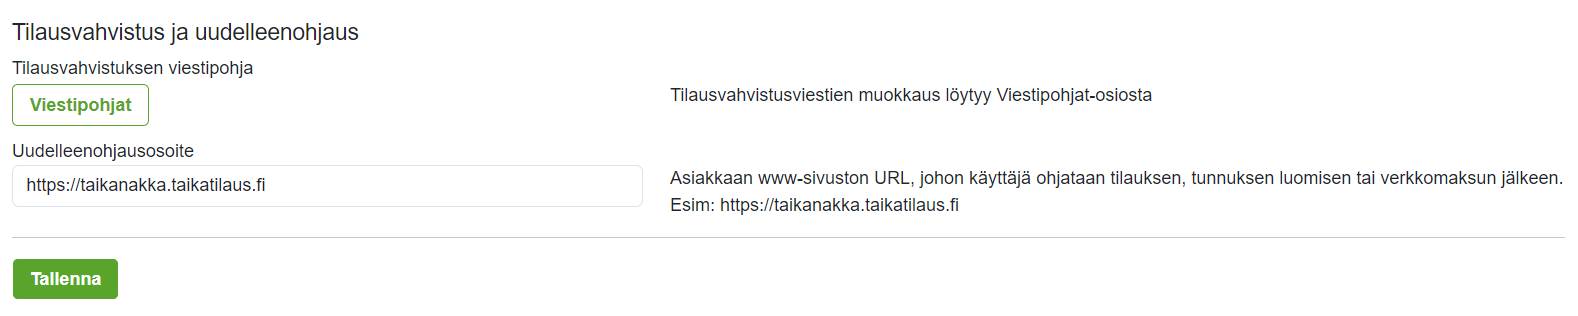 Tilausvahvistus ja uudelleenohjaus
Tilausvahvistuksen viestipohja
Viestipohjat
Tilausvahvistusviestien muokkaus löytyy Viestipohjat-osiosta
Uudelleenohjausosoite
https://taikanakka.taikatilaus.fi
Asiakkaan www-sivuston URL, johon käyttäjä ohjataan tilauksen, tunnuksen luomisen tai verkkomaksun jälkeen.
Esim: https://taikanakka.taikatilaus.fi
Tallenna